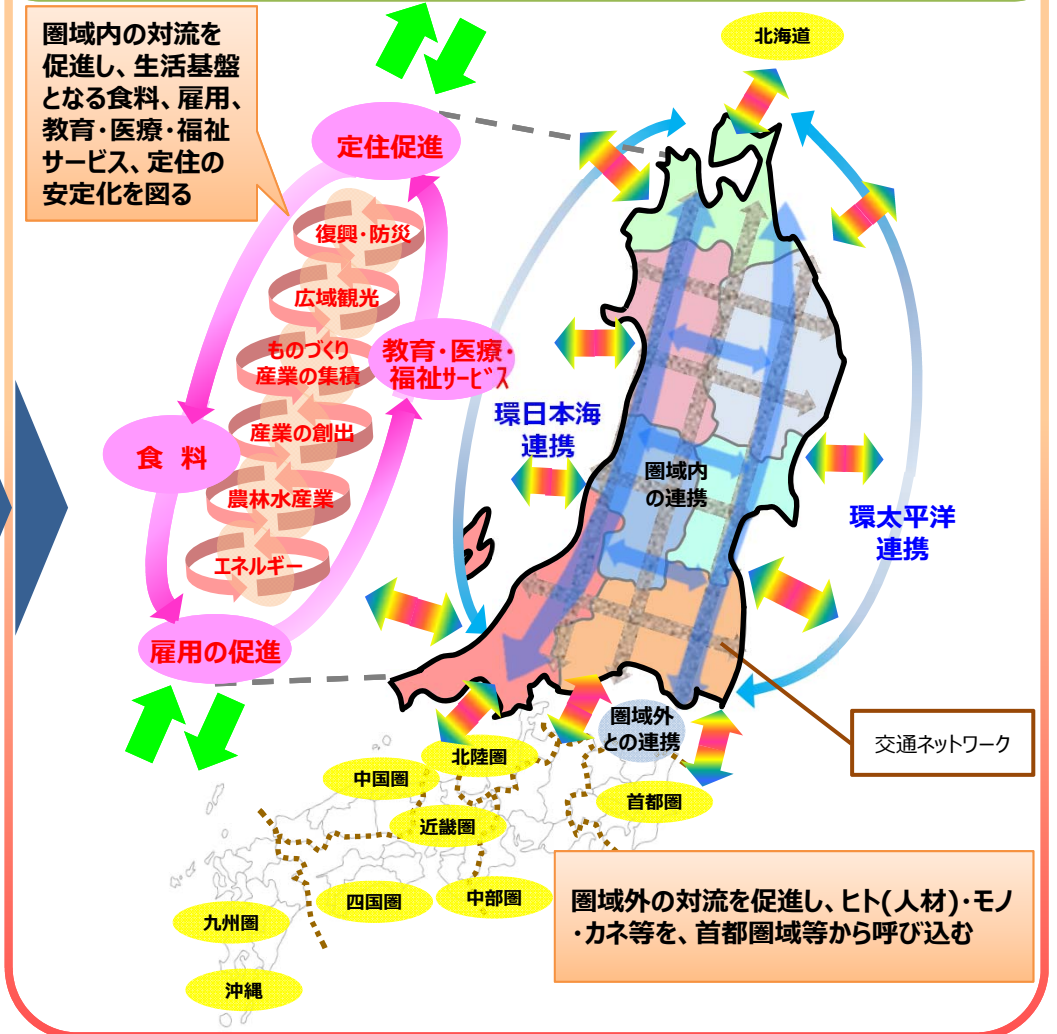 圏域内の対流を
促進し、生活基盤
となる食料、雇用、
教育・医療・福祉
サービス、定住の
安定化を図る
北海道
定住促進
復興・防災
広域観光
ものづくり
産業の集積
教育・医療・
福祉ｻｰﾋﾞｽ
産業の創出
食 料
農林水産業
エネルギー
雇用の促進
環日本海
連携
圏域内
の連携
環太平洋
連携
圏域外
との連携
交通ネットワーク
北陸圏
中国圏
首都圏
近畿圏
四国圏
中部圏
九州圏
沖縄
圏域外の対流を促進し、ヒト(人材)・モノ
・カネ等を、首都圏域等から呼び込む